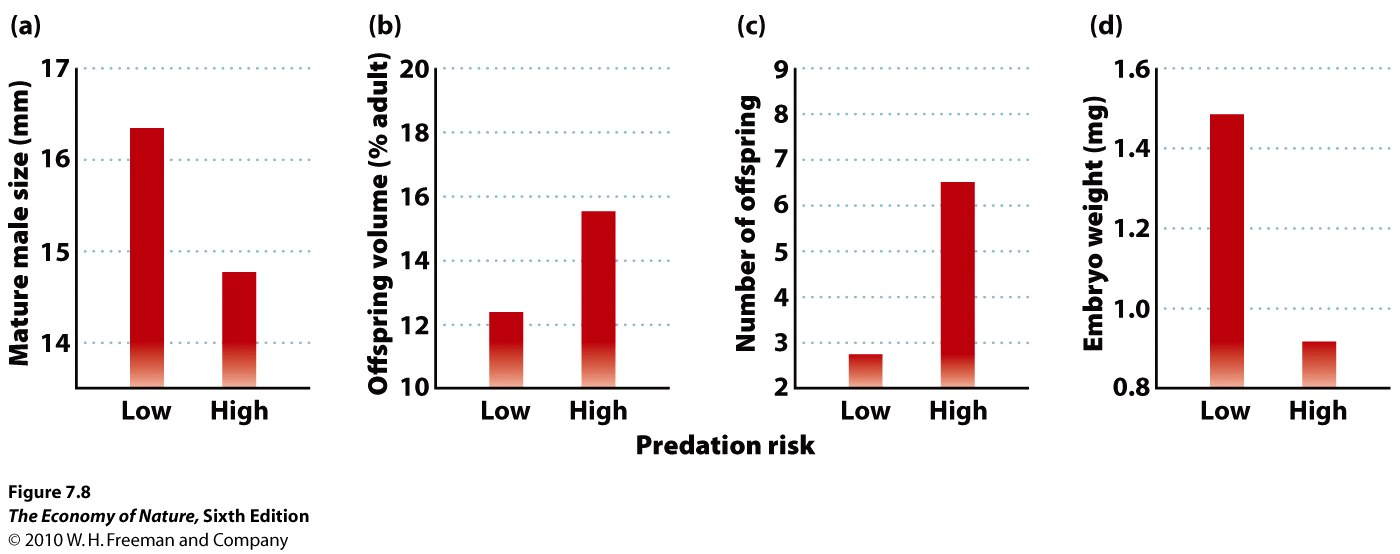 (a)
Mature male size (mm)
17
16
15
14
Low High
(b)
Offspring volume (% adult)
20
18
16
14
12
10
Low High
(c)
Number of offspring
9
8
7
6
5
4
3
2
Low High
(d)
Embryo weight (mg)
1.6
1.4
1.2
1.0
0.8
Low High
Predation risk
Figure 7.8
The Economy of Nature, Sixth Edition
© 2010 W. H. Freeman and Company